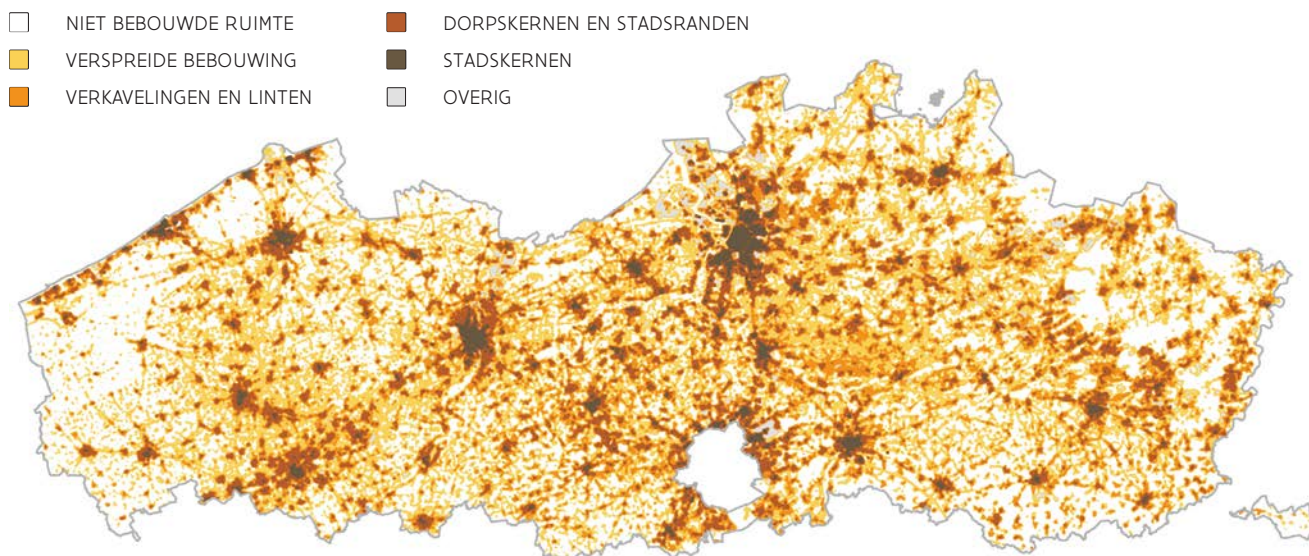 NIET BEBOUWDE RUIMTE
VERSPREIDE BEBOUWING
VERKAVELINGEN EN LINTEN
DORPSKERNEN EN STADSRANDEN
STADSKERNEN
OVERIG